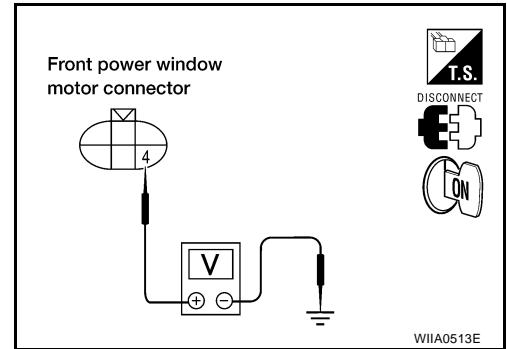 Front power window
motor connector
T.S.
DISCONNECT
4
ON
V
+ −
WIIA0513E